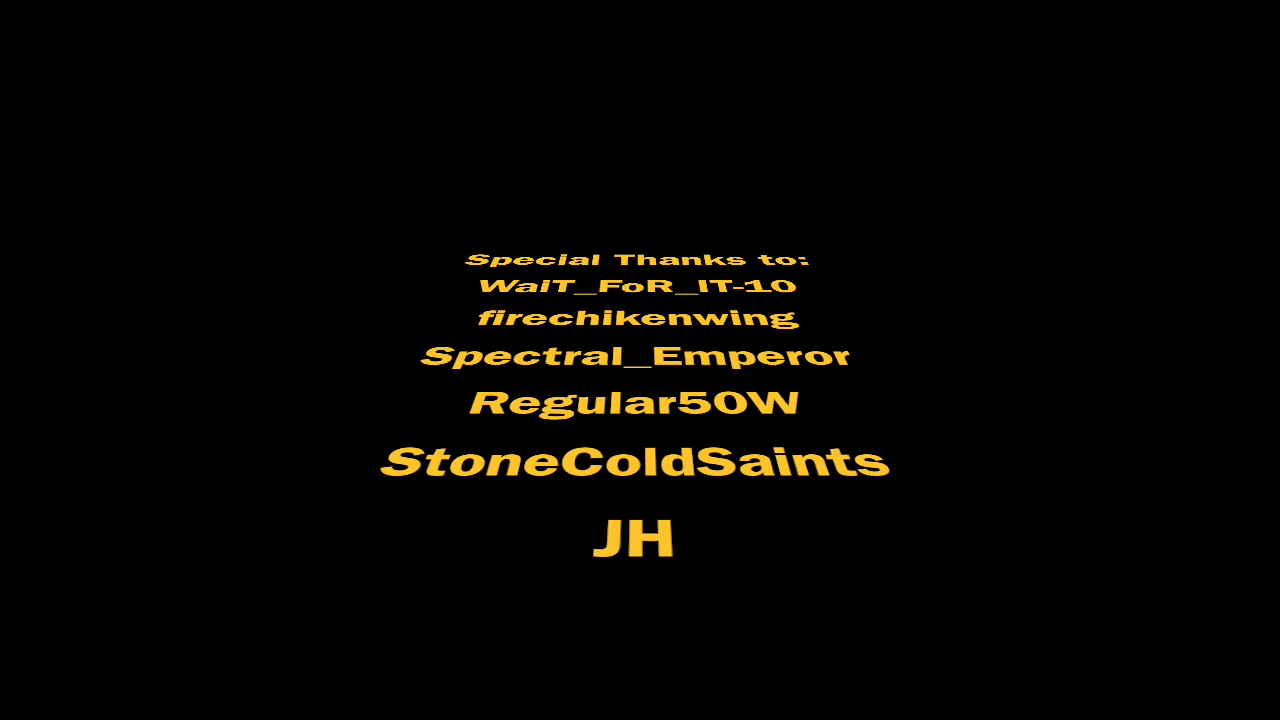 Special Thanks to:
WaiT_FoR_IT-10
firechikenwing
Spectral_Emperor
Regular50W
StoneColdSaints
JH